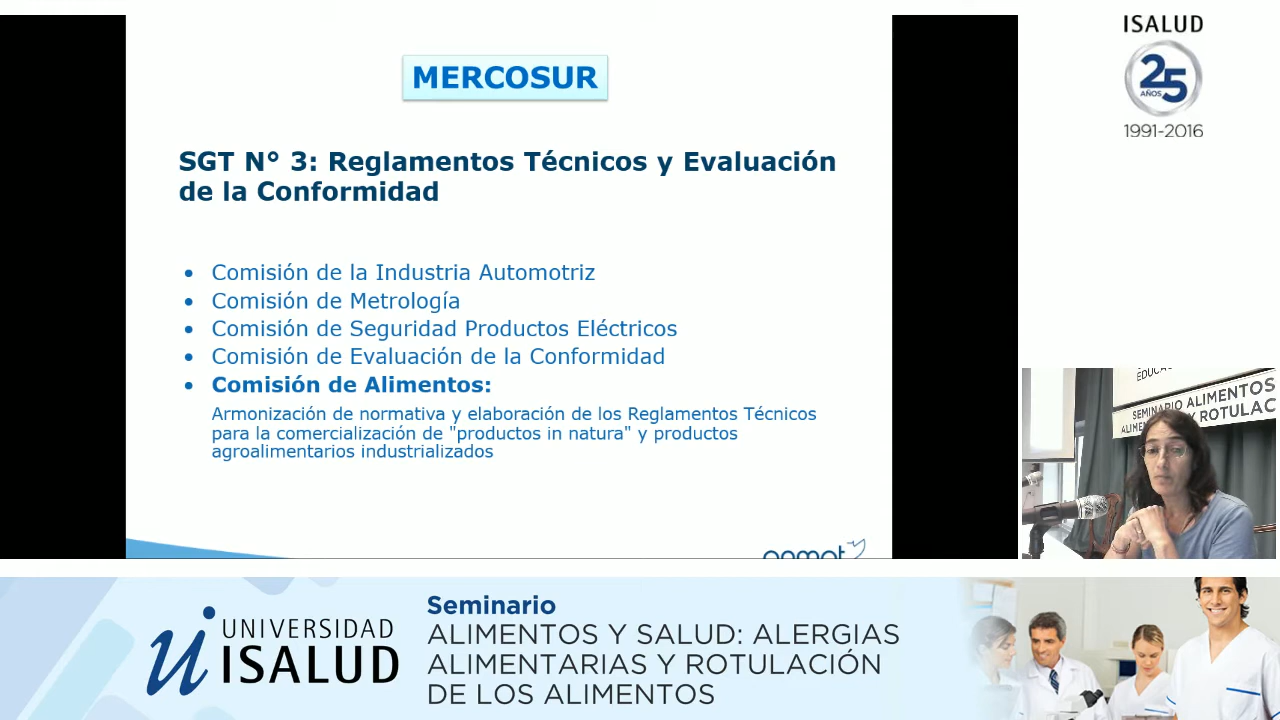 MERCOSUR
SGT N° 3: Reglamentos Técnicos y Evaluación
de la Conformidad
• Comisión de la Industria Automotriz
• Comisión de Metrología
• Comisión de Seguridad Productos Eléctricos
• Comisión de Evaluación de la Conformidad
• Comisión de Alimentos:
Armonización de normativa y elaboración de los Reglamentos Técnicos
para la comercialización de "productos in natura" y productos
agroalimentarios industrializados
ISALUD
25
AÑOS
1991-2016
SEMINARIO ALIMENTOS
Y ROTULAC
UNIVERSIDAD
ISALUD
Seminario
ALIMENTOS Y SALUD: ALERGIAS
ALIMENTARIAS Y ROTULACIÓN
DE LOS ALIMENTOS